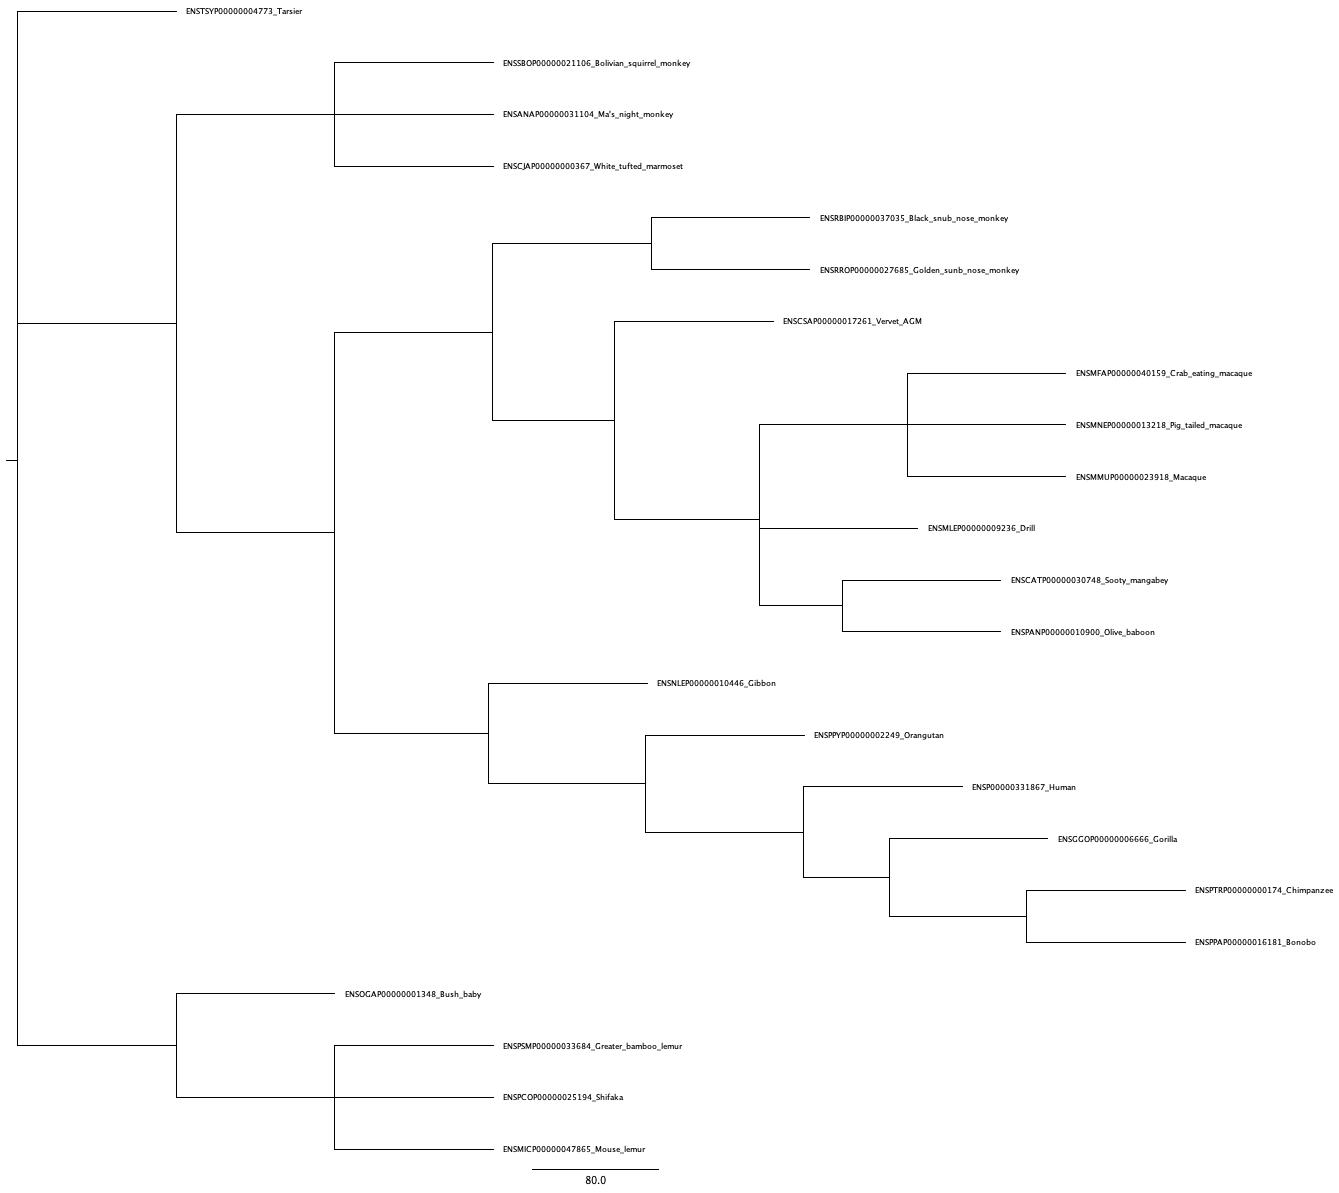 ENSTSYP00000004773_Tarsier
ENSSBOP00000021106_Bolivian_squirrel_monkey
ENSANAP00000031104_Ma's_night_monkey
ENSCJAP00000000367_White_tufted_marmoset
ENSRBIP00000037035_Black_snub_nose_monkey
ENSRROP00000027685_Golden_sunb_nose_monkey
ENSCSAP00000017261_Vervet_AGM
ENSMFAP00000040159_Crab_eating_macaque
ENSMNEP00000013218_Pig_tailed_macaque
ENSMMUP00000023918_Macaque
ENSMLEP00000009236_Drill
ENSCATP00000030748_Sooty_mangabey
ENSPANP00000010900_Olive_baboon
ENSNLEP00000010446_Gibbon
ENSPPYP00000002249_Orangutan
ENSP00000331867_Human
ENSGGOP00000006666_Gorilla
ENSPTRP00000000174_Chimpanzee
ENSPPAP00000016181_Bonobo
ENSOGAP00000001348_Bush_baby
ENSPSMP00000033684_Greater_bamboo_lemur
ENSPCOP00000025194_Shifaka
ENSMICP00000047865_Mouse_lemur
80.0